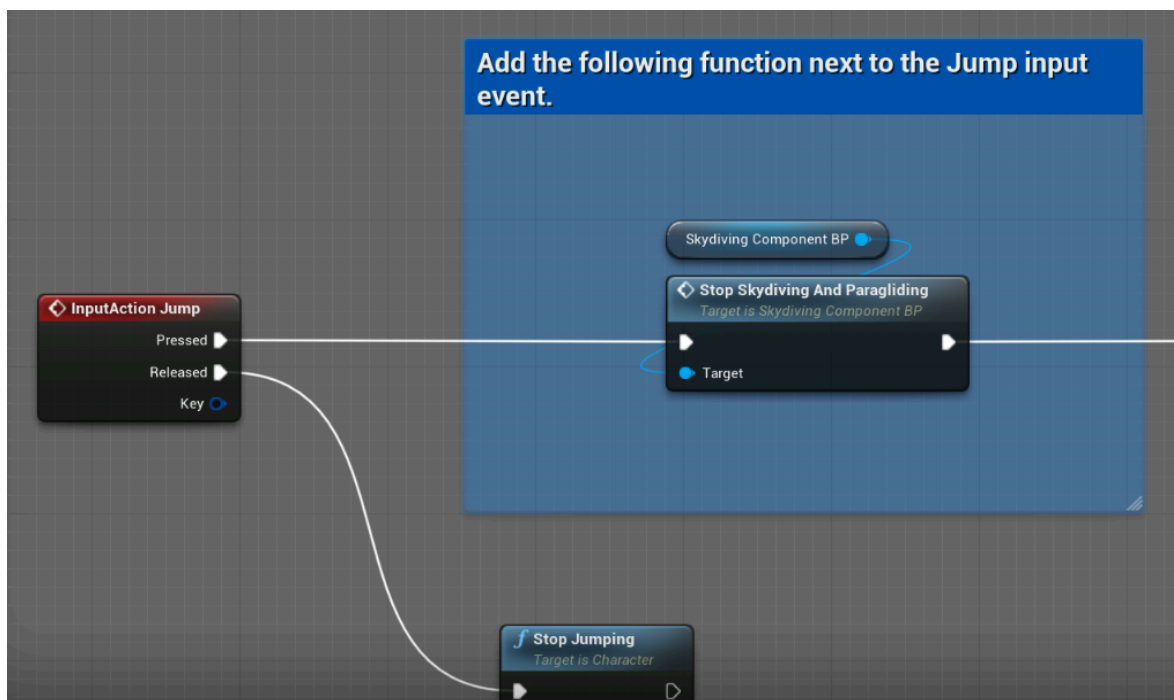 Add the following function next to the Jump input
event.
Skydiving Component BP
Stop Skydiving And Paragliding
Target is Skydiving Component BP
Target
InputAction Jump
Pressed
Released
Key
Stop Jumping
Target is Character